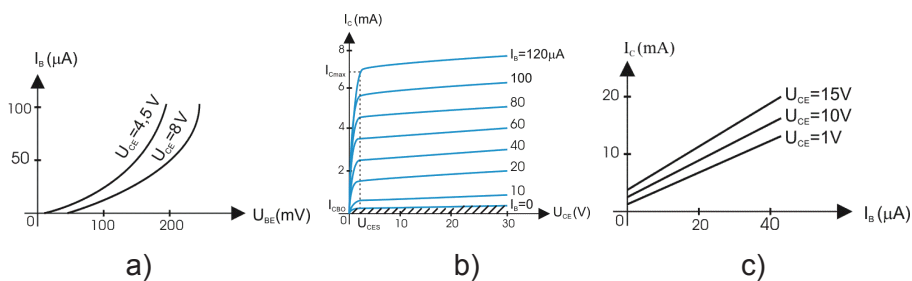 I_B (μA)
100
50
0
100
200
U_BE(mV)
U_CE=4,5 V
U_CE=8V
a)
I_C (mA)
8
I_Cmax
6
4
2
I_CBO
0
U_CES
10
20
30
U_CE(V)
I_B=120μA
100
80
60
40
20
10
I_B=0
b)
I_C (mA)
20
10
0
20
40
I_B (μA)
U_CE=15V
U_CE=10V
U_CE=1V
c)